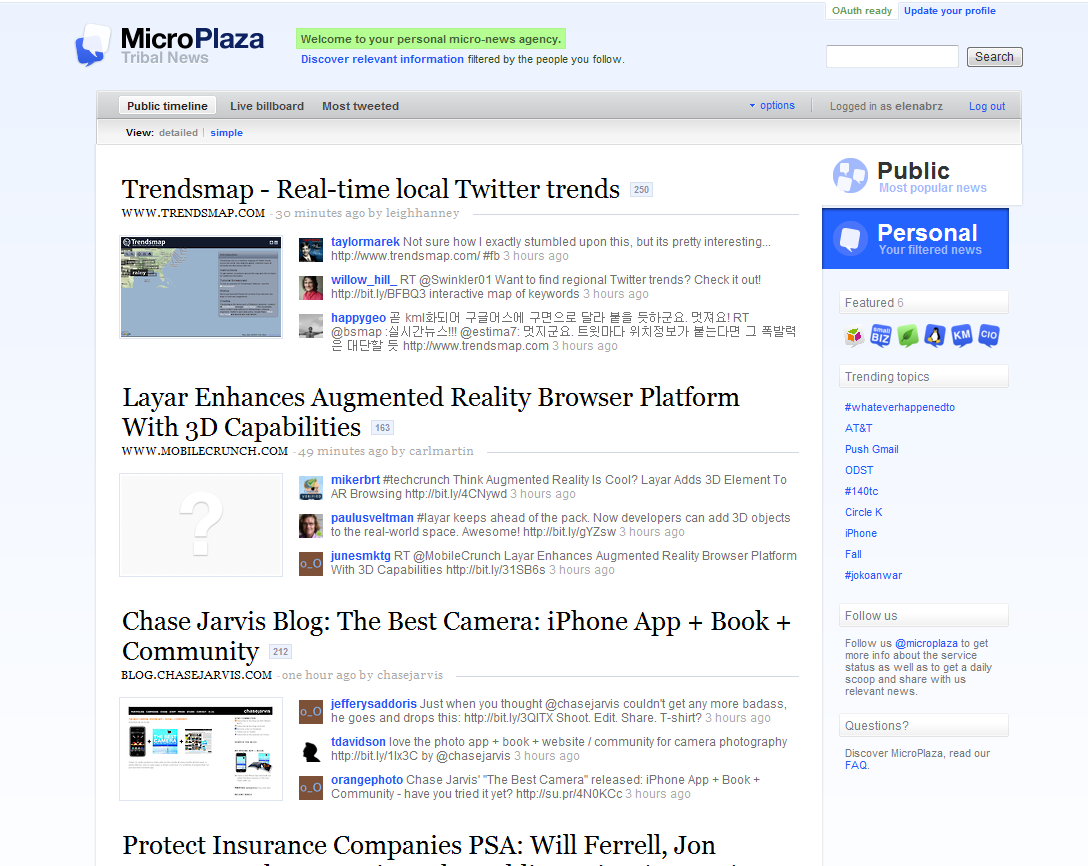 OAuth ready Update your profile
MicroPlaza
Tribal News
Welcome to your personal micro-news agency.
Discover relevant information filtered by the people you follow.
Search
Public timeline Live billboard Most tweeted
options Logged in as elenabrz Log out
View: detailed simple
Trendsmap - Real-time local Twitter trends 250
WWW.TRENDSMAP.COM - 30 minutes ago by leighhanney
Trendsmap
rainy
taylormarek Not sure how I exactly stumbled upon this, but its pretty interesting...
http://www.trendsmap.com/ #fb 3 hours ago
willow_hill_ RT @Swinkler01 Want to find regional Twitter trends? Check it out!
http://bit.ly/BFBQ3 interactive map of keywords 3 hours ago
happygeo 곧 kml화되어 구글어스에 구면으로 달라 붙을 듯하군요. 멋져요! RT
@bsmap :실시간뉴스!!! @estima7: 멋지군요. 트윗마다 위치정보가 붙는다면 그 폭발력
은 대단할 듯 http://www.trendsmap.com 3 hours ago
Layar Enhances Augmented Reality Browser Platform
With 3D Capabilities 163
WWW.MOBILECRUNCH.COM - 49 minutes ago by carlmartin
?
mikerbrt #techcrunch Think Augmented Reality Is Cool? Layar Adds 3D Element To
AR Browsing http://bit.ly/4CNywd 3 hours ago
paulusveltman #layar keeps ahead of the pack. Now developers can add 3D objects
to the real-world space. Awesome! http://bit.ly/gYZsw 3 hours ago
o_O
junesmktg RT @MobileCrunch Layar Enhances Augmented Reality Browser Platform
With 3D Capabilities http://bit.ly/31SB6s 3 hours ago
Chase Jarvis Blog: The Best Camera: iPhone App + Book +
Community 212
BLOG.CHASEJARVIS.COM - one hour ago by chasejarvis
chasejarvis
o_O
jefferysaddoris Just when you thought @chasejarvis couldn't get any more badass,
he goes and drops this: http://bit.ly/3QITX Shoot. Edit. Share. T-shirt? 3 hours ago
tdavidson love the photo app + book + website / community for camera photography
http://bit.ly/1lx3C by @chasejarvis 3 hours ago
o_O
orangephoto Chase Jarvis' "The Best Camera" released: iPhone App + Book +
Community - have you tried it yet? http://su.pr/4N0KCc 3 hours ago
Protect Insurance Companies PSA: Will Ferrell, Jon
Public
Most popular news
Personal
Your filtered news
Featured 6
small BIZ KM CIO
Trending topics
#whateverhappenedto
AT&T
Push Gmail
ODST
#140tc
Circle K
iPhone
Fall
#jokoanwar
Follow us
Follow us @microplaza to get
more info about the service
status as well as to get a daily
scoop and share with us
relevant news.
Questions?
Discover MicroPlaza, read our
FAQ.